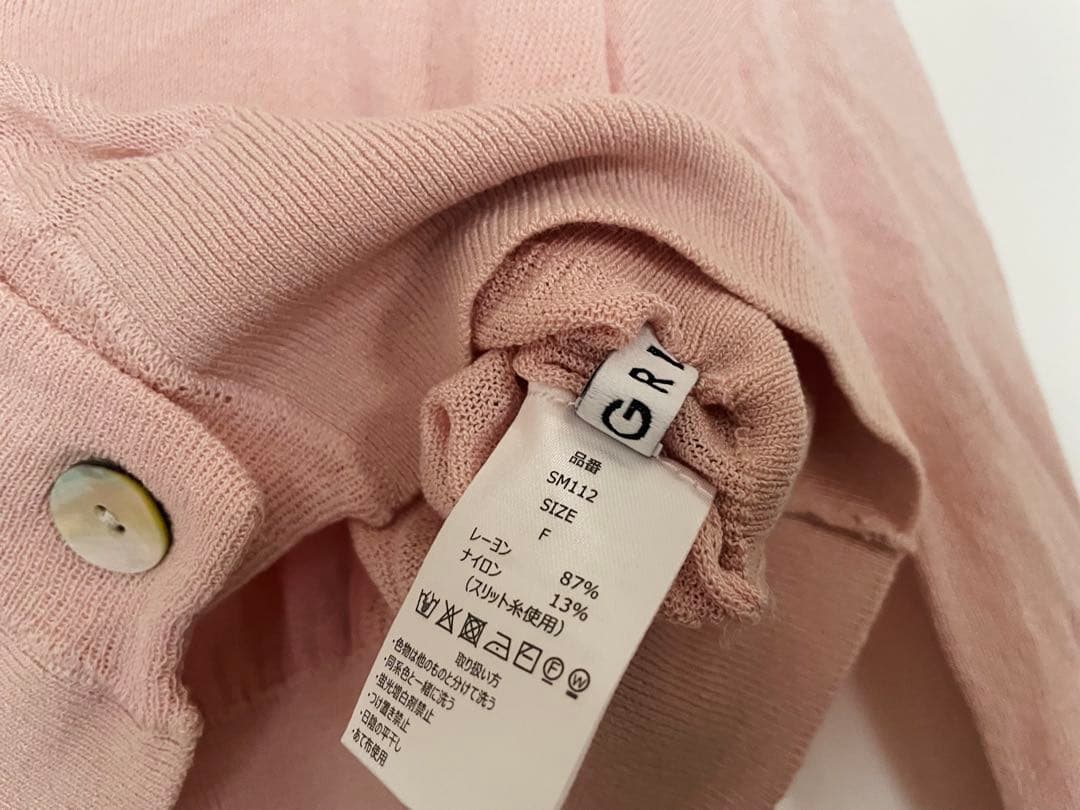 GRI
品番
SM112
SIZE
F
レーヨン 87%
ナイロン 13%
(スリット糸使用)
取り扱い方
・色物は他のものと分けて洗う
・同系色と一緒に洗う
・蛍光増白剤禁止
・つけ置き禁止
・日陰の平干し
・あて布使用